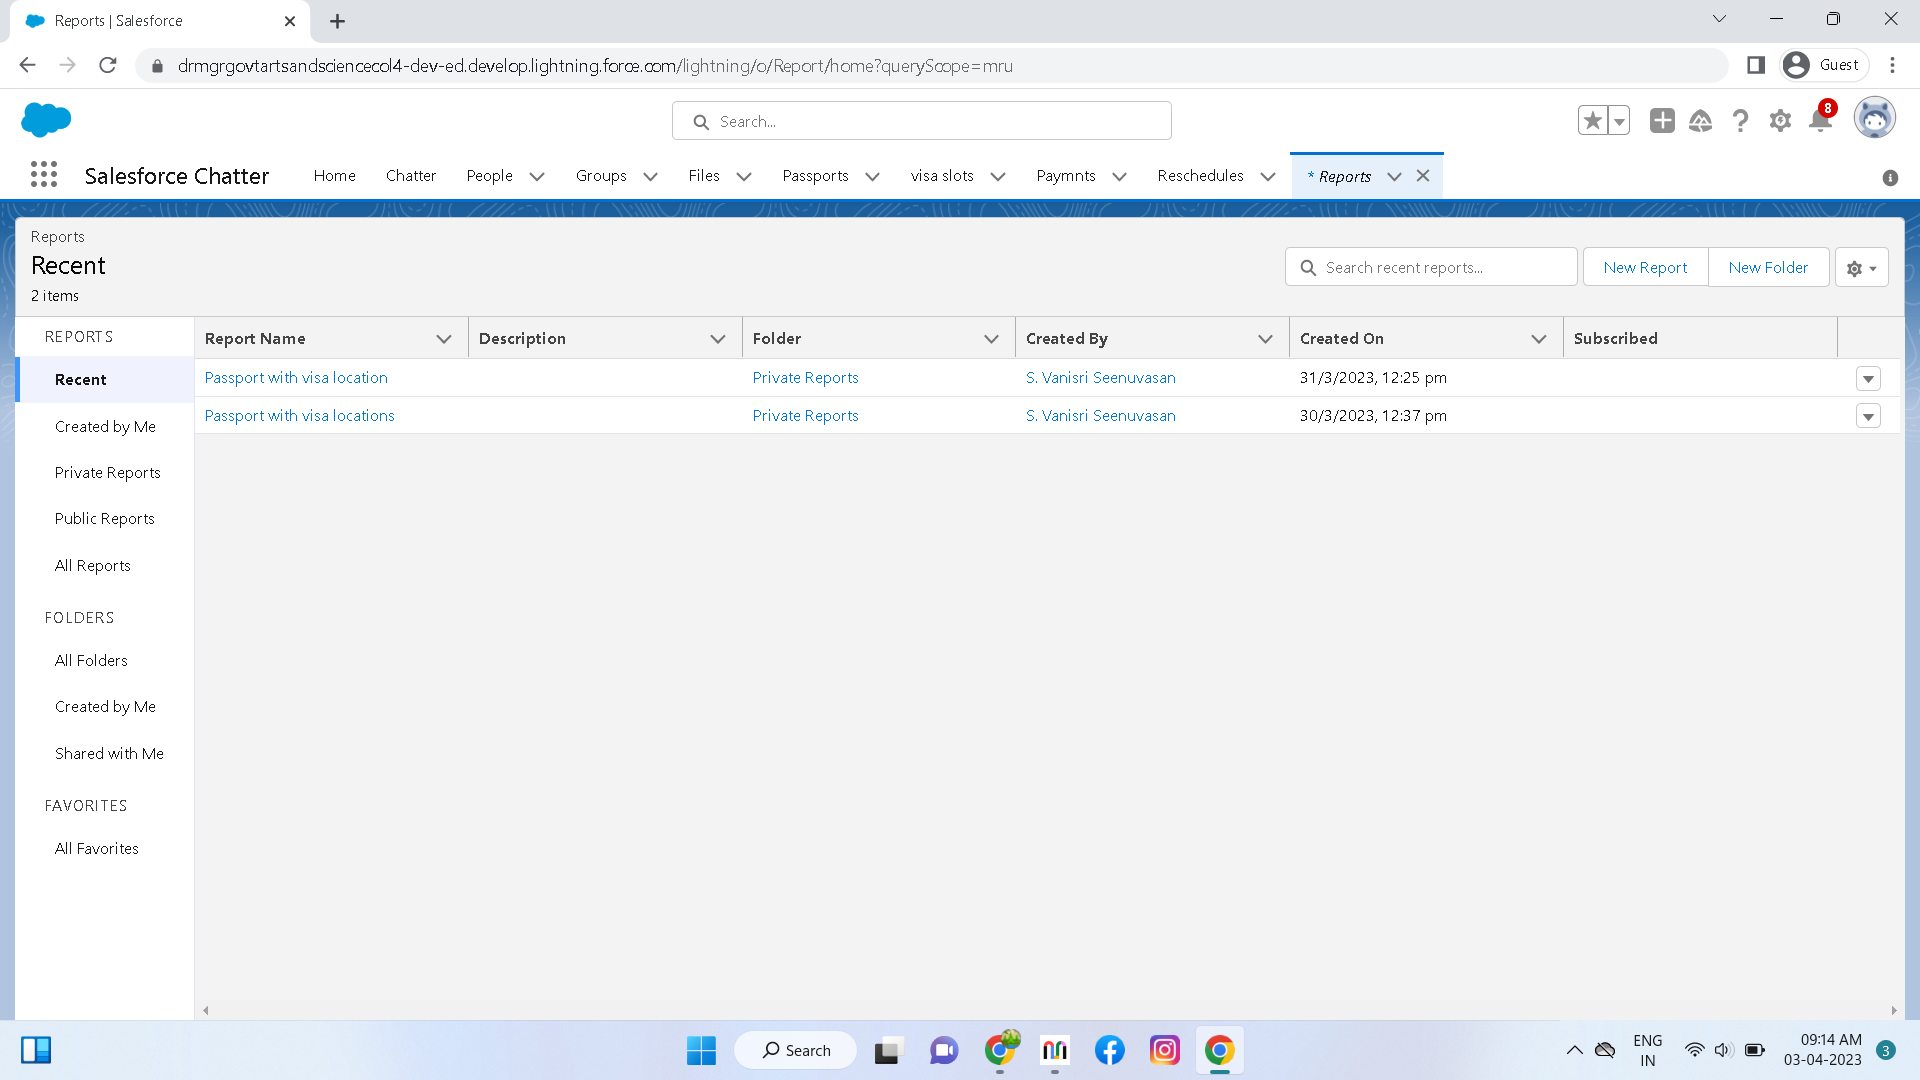 Reports | Salesforce
drmgrgovtartsandsciencecol4-dev-ed.develop.lightning.force.com/lightning/o/Report/home?queryScope=mru
Guest
Search...
8
Salesforce Chatter
Home
Chatter
People
Groups
Files
Passports
visa slots
Paymnts
Reschedules
* Reports
Reports
Recent
2 items
Search recent reports...
New Report
New Folder
REPORTS
Recent
Created by Me
Private Reports
Public Reports
All Reports
FOLDERS
All Folders
Created by Me
Shared with Me
FAVORITES
All Favorites
Report Name
Description
Folder
Created By
Created On
Subscribed
Passport with visa location
Private Reports
S. Vanisri Seenuvasan
31/3/2023, 12:25 pm
Passport with visa locations
Private Reports
S. Vanisri Seenuvasan
30/3/2023, 12:37 pm
Search
ENG
IN
09:14 AM
03-04-2023
3